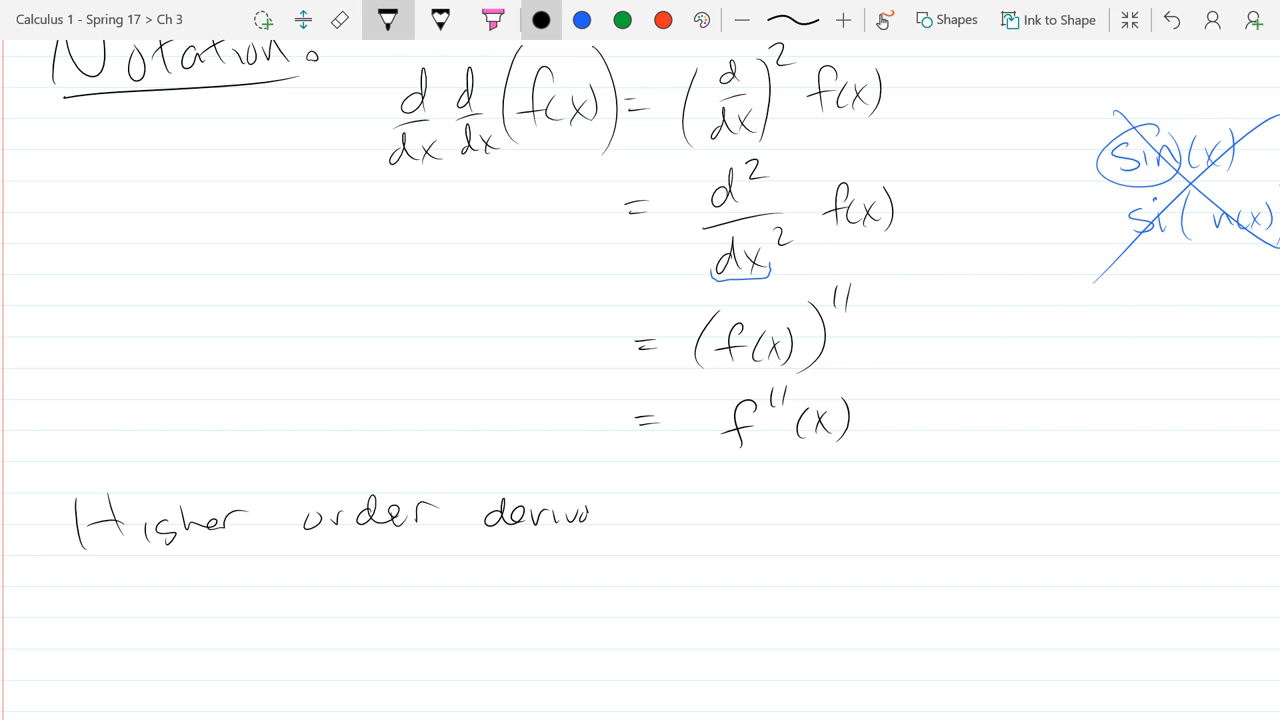 Calculus 1 - Spring 17 > Ch 3
Shapes
Ink to Shape
Notation:
d/dx d/dx (f(x)) = (d/dx)² f(x)
= d²/dx² f(x)
= (f(x))''
= f''(x)
sin(x)
si(n(x)
Higher order deriva